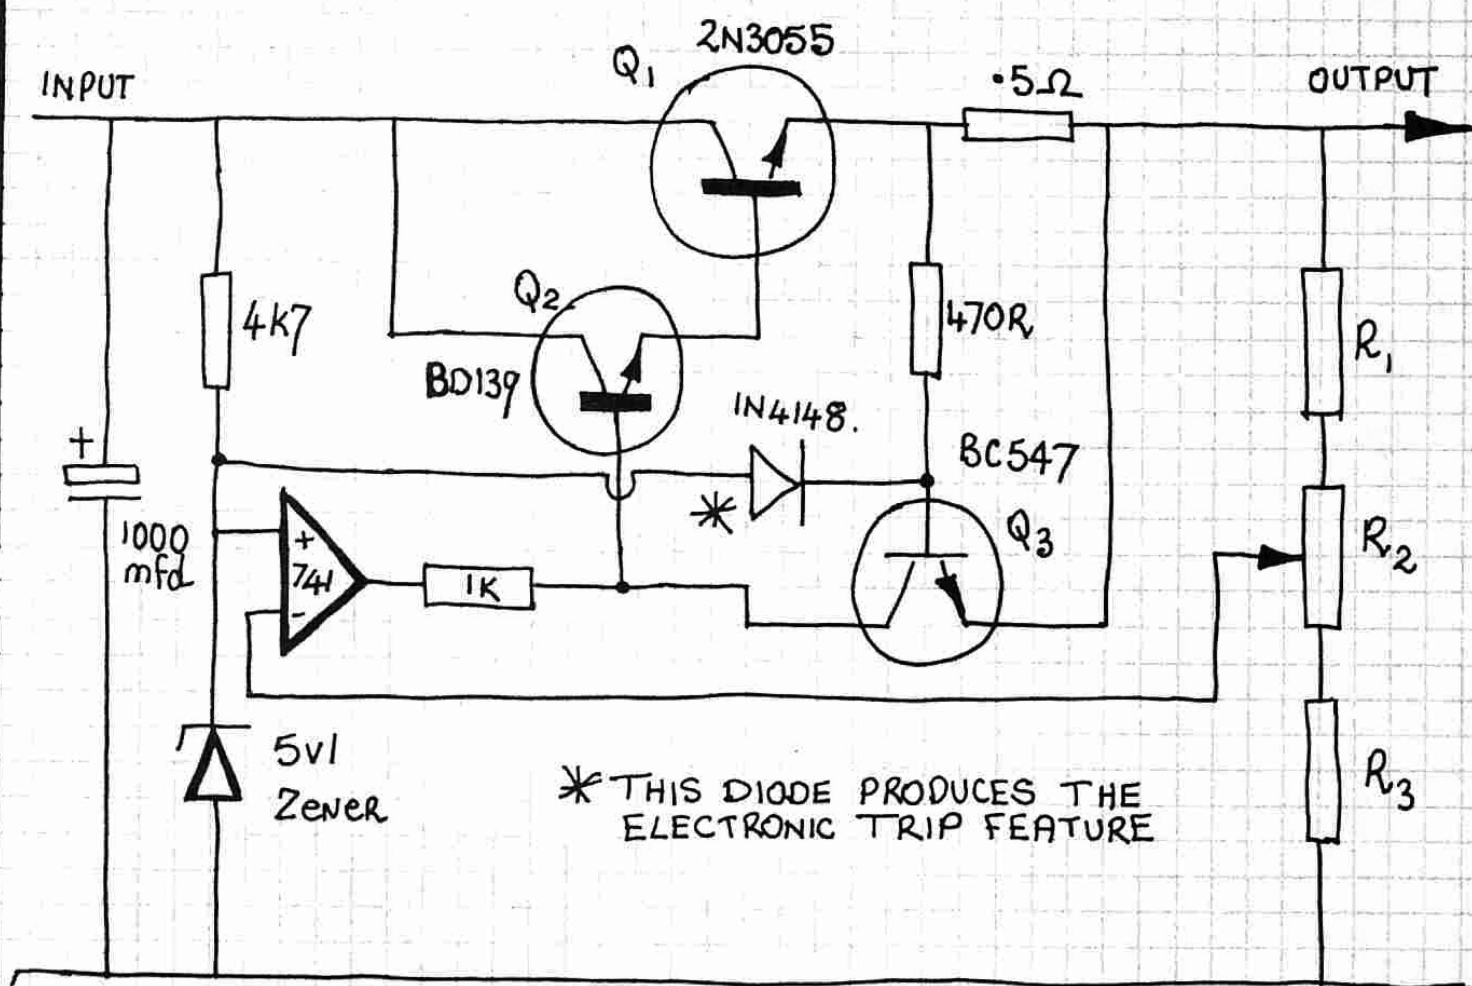 2N3055
Q1
·5Ω
INPUT
OUTPUT
4K7
Q2
BD139
470R
R1
IN4148.
BC547
+
Q3
R2
1000
mfd
+
741
-
1K
5v1
Zener
R3
* THIS DIODE PRODUCES THE
ELECTRONIC TRIP FEATURE
*